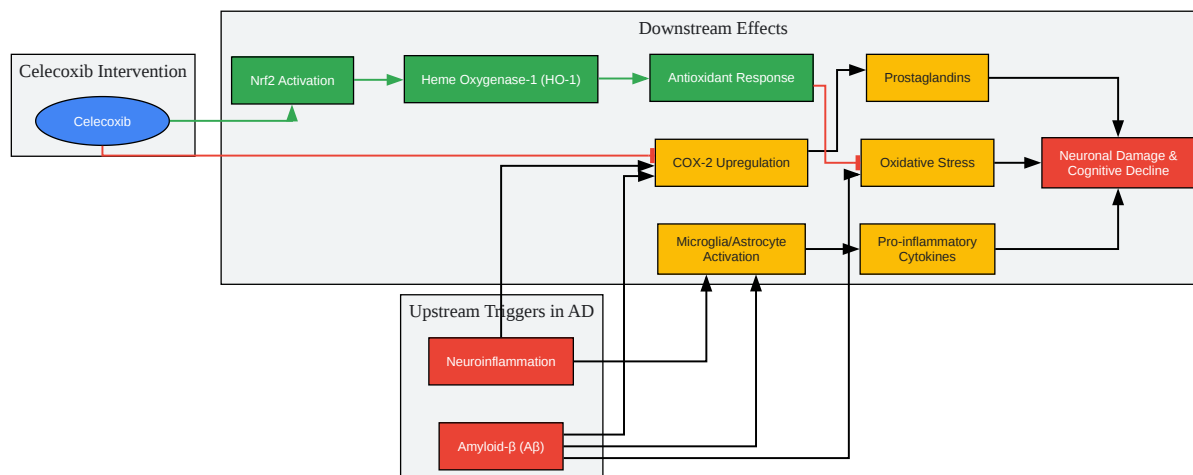 Downstream Effects
Celecoxib Intervention
Nrf2 Activation
Heme Oxygenase-1 (HO-1)
Antioxidant Response
Prostaglandins
Celecoxib
COX-2 Upregulation
Oxidative Stress
Neuronal Damage &
Cognitive Decline
Microglia/Astrocyte
Activation
Pro-inflammatory
Cytokines
Upstream Triggers in AD
Neuroinflammation
Amyloid-β (Aβ)